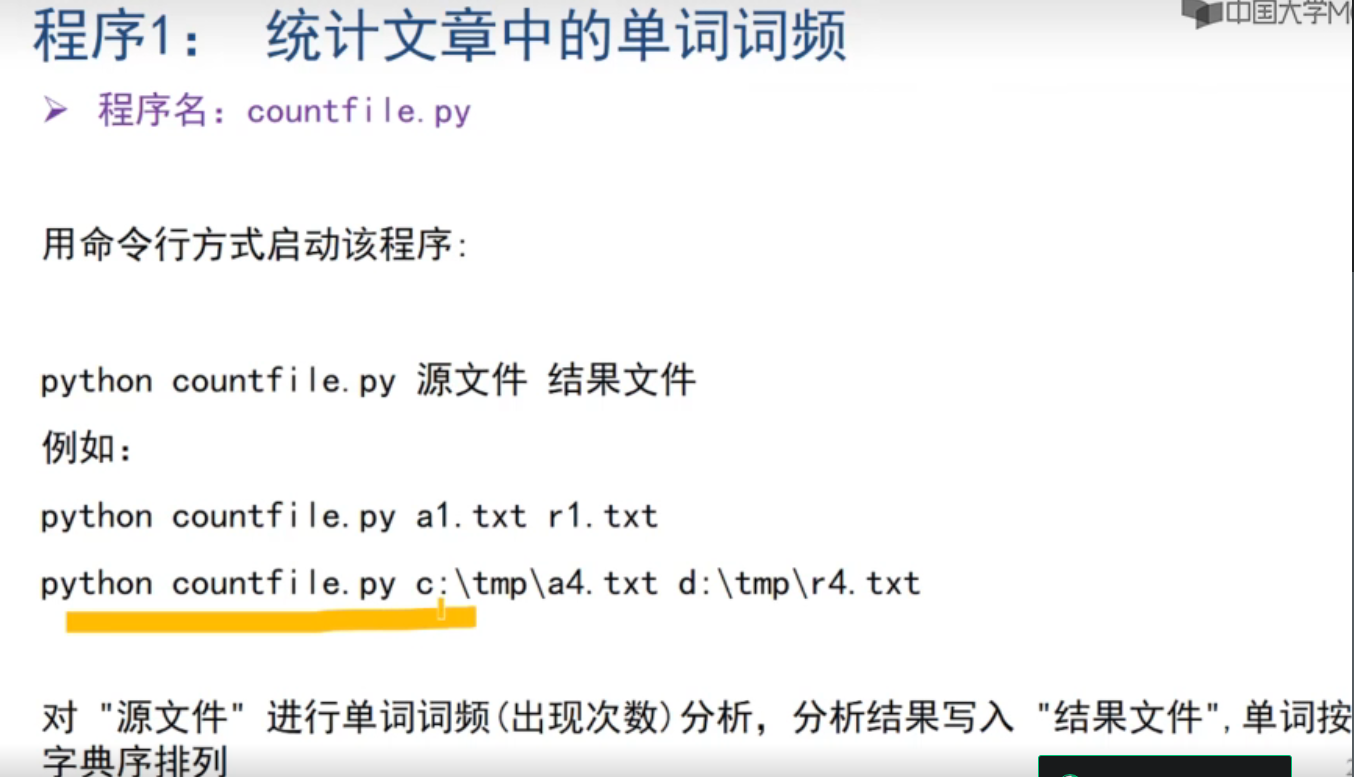 中国大学M
程序1: 统计文章中的单词词频
➢ 程序名: countfile.py
用命令行方式启动该程序:
python countfile.py 源文件 结果文件
例如:
python countfile.py a1.txt r1.txt
python countfile.py c:\tmp\a4.txt d:\tmp\r4.txt
对 "源文件" 进行单词词频(出现次数)分析，分析结果写入 "结果文件",单词按
字典序排列